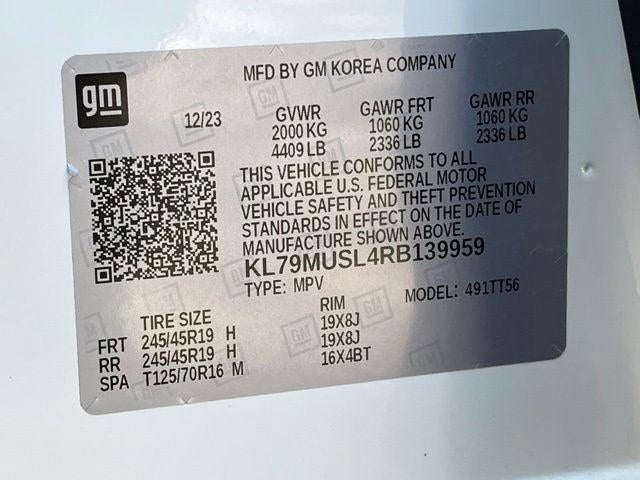 gm
MFD BY GM KOREA COMPANY
12/23
GVWR GAWR FRT GAWR RR
2000 KG 1060 KG 1060 KG
4409 LB 2336 LB 2336 LB
THIS VEHICLE CONFORMS TO ALL
APPLICABLE U.S. FEDERAL MOTOR
VEHICLE SAFETY AND THEFT PREVENTION
STANDARDS IN EFFECT ON THE DATE OF
MANUFACTURE SHOWN ABOVE.
KL79MUSL4RB139959
TYPE: MPV MODEL: 491TT56
TIRE SIZE RIM
FRT 245/45R19 H 19X8J
RR 245/45R19 H 19X8J
SPA T125/70R16 M 16X4BT